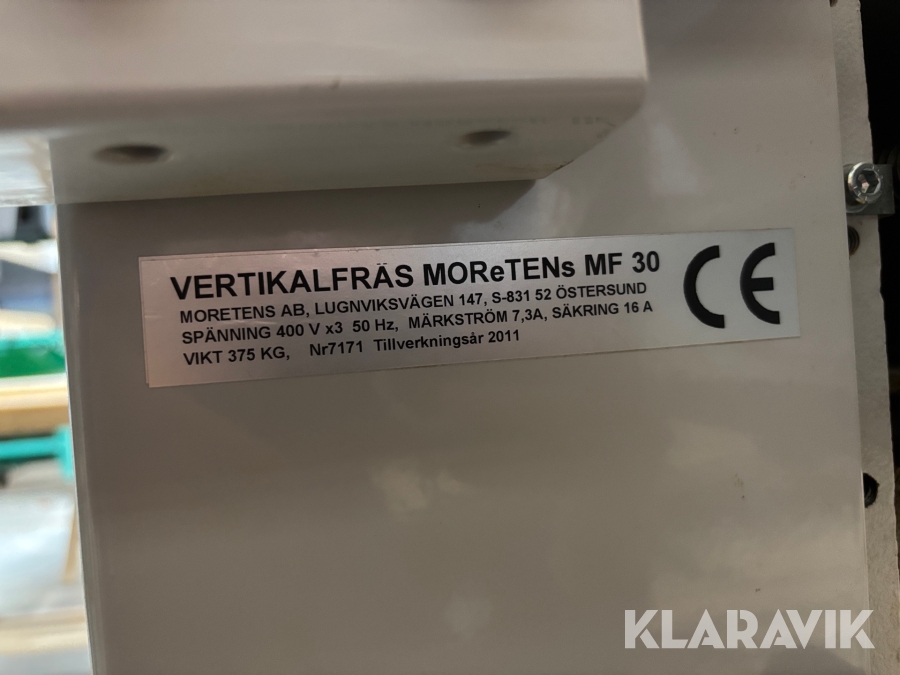 VERTIKALFRÄS MOReTENs MF 30
MORETENS AB, LUGNVIKSVÄGEN 147, S-831 52 ÖSTERSUND
SPÄNNING 400 V x3 50 Hz, MÄRKSTRÖM 7,3A, SÄKRING 16 A
VIKT 375 KG, Nr7171 Tillverkningsår 2011
CE
KLARAVIK